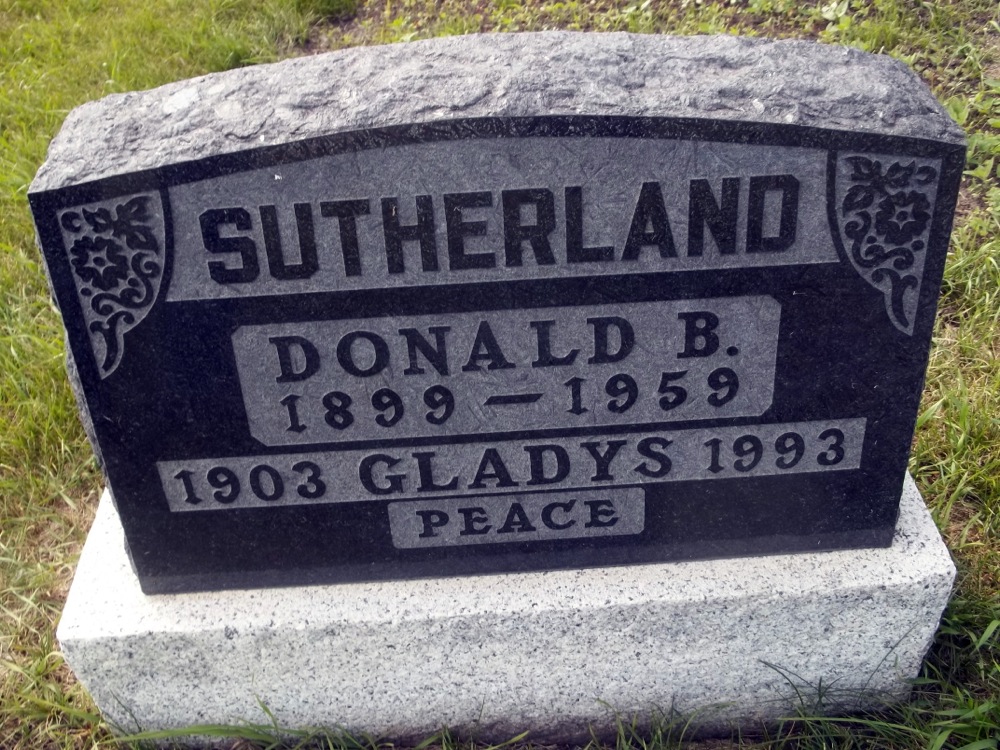 SUTHERLAND
DONALD B.
1899 — 1959
1903 GLADYS 1993
PEACE